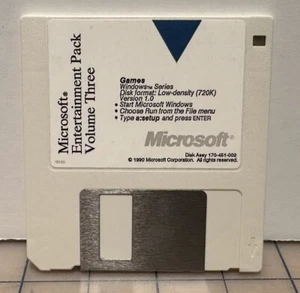 Microsoft®
Entertainment Pack
Volume Three
Games
Windows™ Series
Disk format: Low-density (720K)
Version 1.0
• Start Microsoft Windows
• Choose Run from the File menu
• Type a:setup and press ENTER
Microsoft®
Disk Assy 170-451-002
© 1990 Microsoft Corporation. All rights reserved.